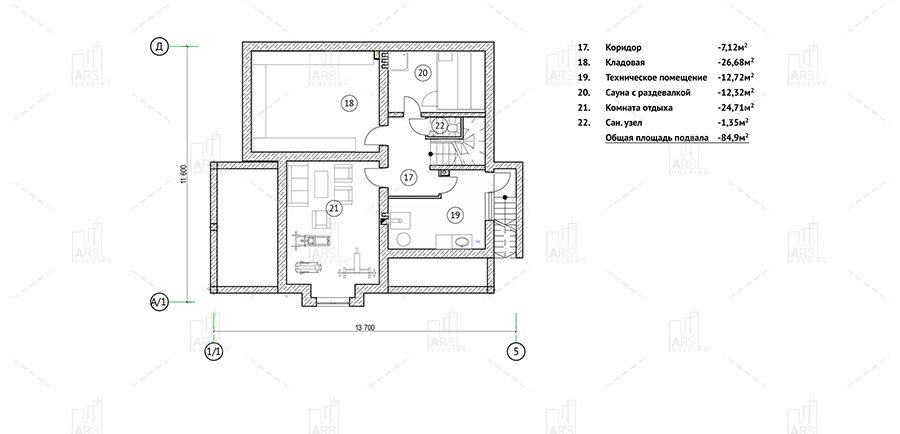 17. Коридор -7,12м²
18. Кладовая -26,68м²
19. Техническое помещение -12,72м²
20. Сауна с раздевалкой -12,32м²
21. Комната отдыха -24,71м²
22. Сан. узел -1,35м²
Общая площадь подвала -84,9м²
Д
20
18
22
11 600
17
21
19
А/1
13 700
1/1
5
ARS
HOLDING